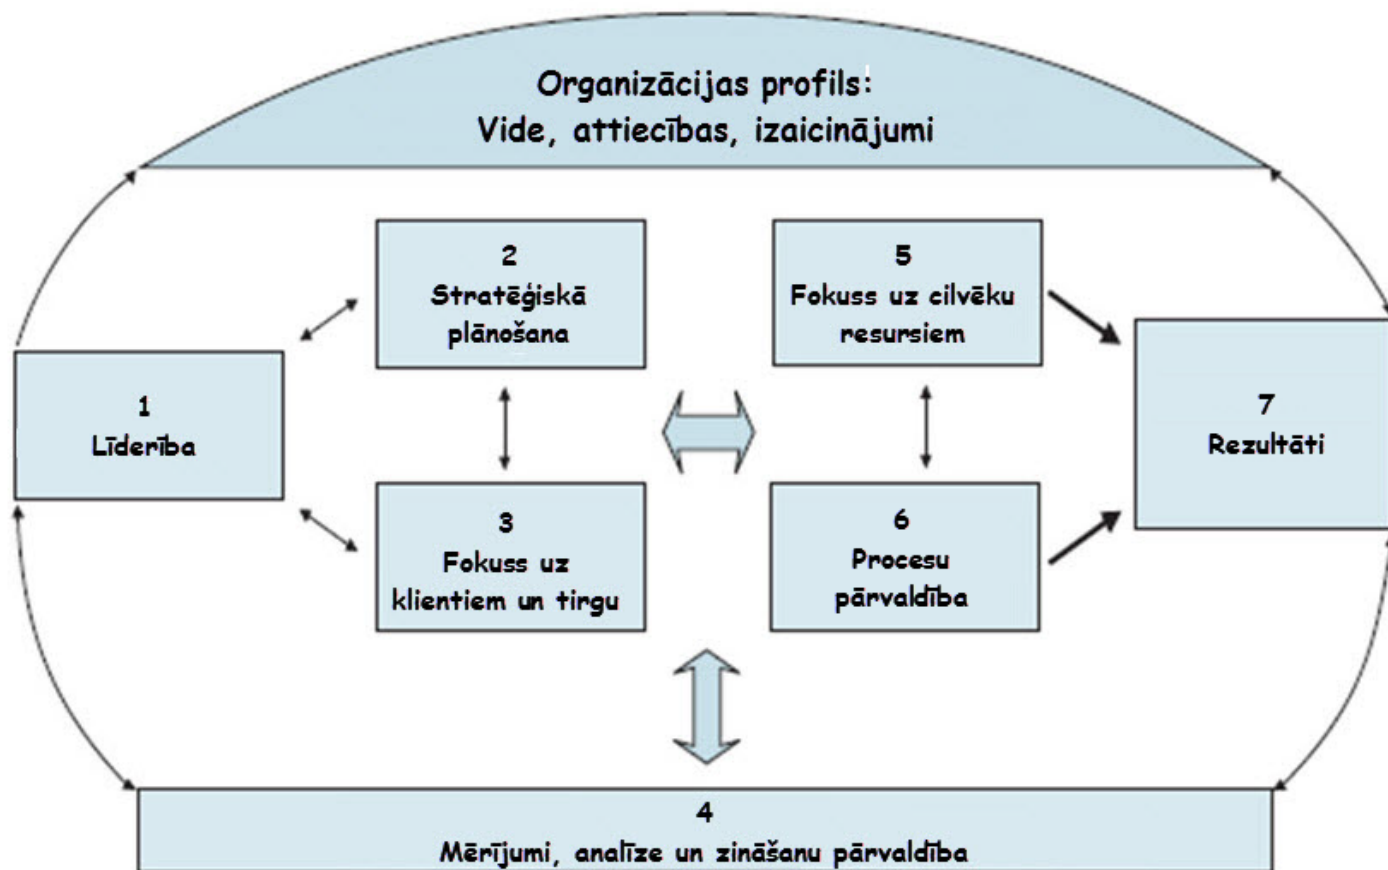 Organizācijas profils:
Vide, attiecības, izaicinājumi
2
Stratēģiskā
plānošana
5
Fokuss uz cilvēku
resursiem
1
Līderība
7
Rezultāti
3
Fokuss uz
klientiem un tirgu
6
Procesu
pārvaldība
4
Mērījumi, analīze un zināšanu pārvaldība